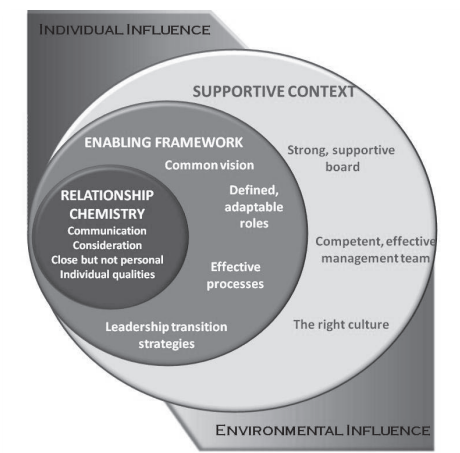 INDIVIDUAL INFLUENCE
SUPPORTIVE CONTEXT
ENABLING FRAMEWORK
Common vision
Strong, supportive
board
Defined,
adaptable
roles
RELATIONSHIP
CHEMISTRY
Communication
Consideration
Close but not personal
Individual qualities
Competent, effective
management team
Effective
processes
Leadership transition
strategies
The right culture
ENVIRONMENTAL INFLUENCE